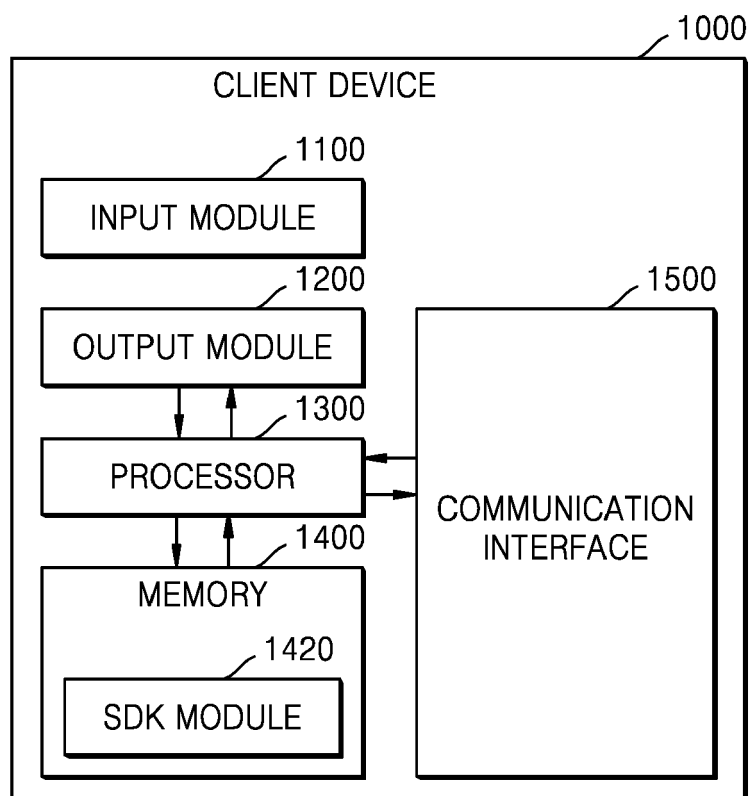 1000
CLIENT DEVICE
1100
INPUT MODULE
1200
OUTPUT MODULE
1300
PROCESSOR
1400
MEMORY
1420
SDK MODULE
1500
COMMUNICATION
INTERFACE